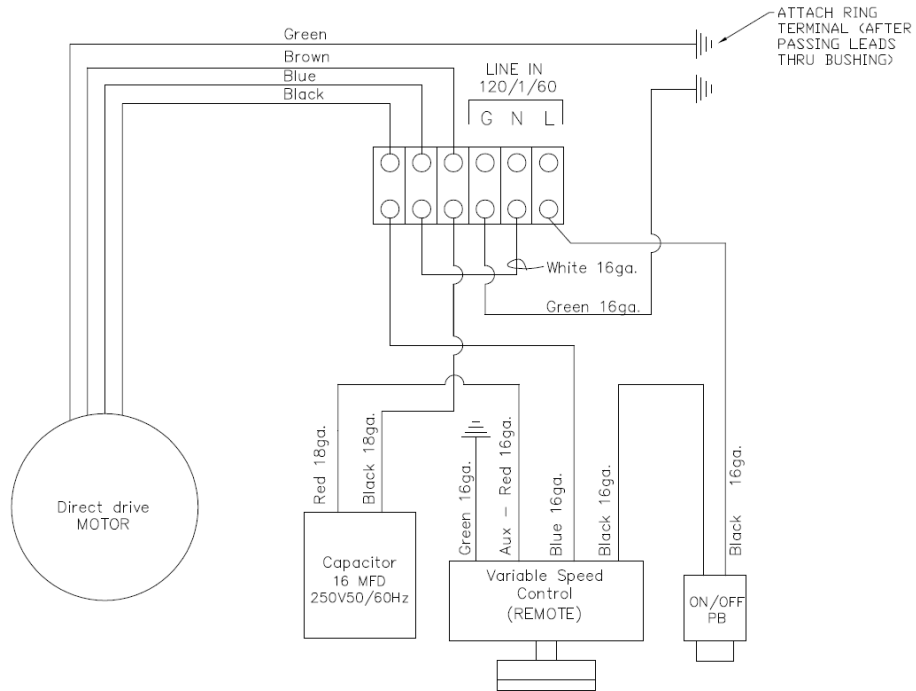 ATTACH RING
TERMINAL (AFTER
PASSING LEADS
THRU BUSHING)
Green
Brown
Blue
Black
LINE IN
120/1/60
G N L
White 16ga.
Green 16ga.
Red 18ga.
Black 18ga.
Green 16ga.
Aux - Red 16ga.
Blue 16ga.
Black 16ga.
Black 16ga.
Direct drive
MOTOR
Capacitor
16 MFD
250V50/60Hz
Variable Speed
Control
(REMOTE)
ON/OFF
PB